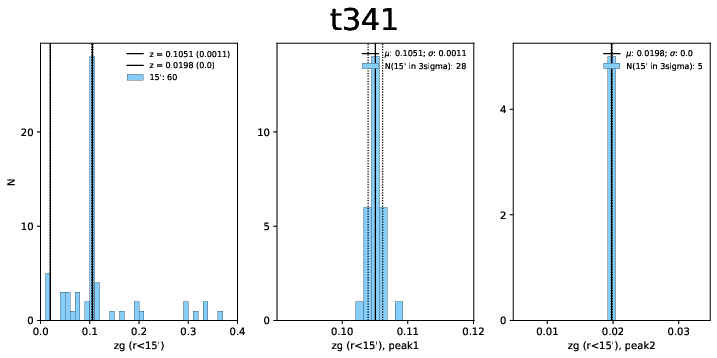 t341
z = 0.1051 (0.0011)
z = 0.0198 (0.0)
15': 60
N
20
10
0
0.0 0.1 0.2 0.3 0.4
zg (r<15')
μ: 0.1051; σ: 0.0011
N(15' in 3sigma): 28
10
5
0
0.10 0.11 0.12
zg (r<15'), peak1
μ: 0.0198; σ: 0.0
N(15' in 3sigma): 5
4
2
0
0.01 0.02 0.03
zg (r<15'), peak2